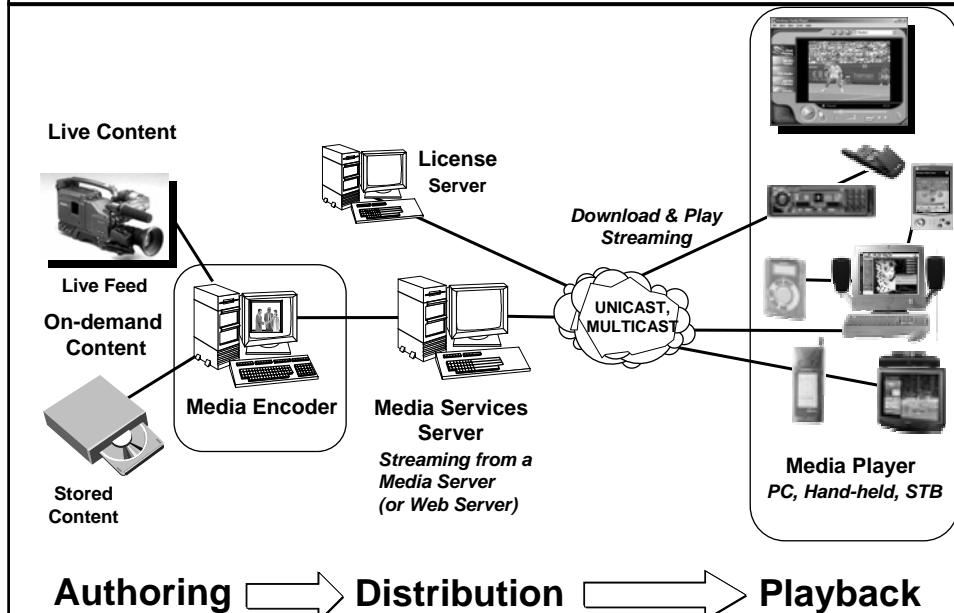 Live Content
Live Feed
On-demand
Content
Stored
Content
Media Encoder
License
Server
Media Services
Server
Streaming from a
Media Server
(or Web Server)
Download & Play
Streaming
UNICAST,
MULTICAST
Media Player
PC, Hand-held, STB
Authoring
Distribution
Playback